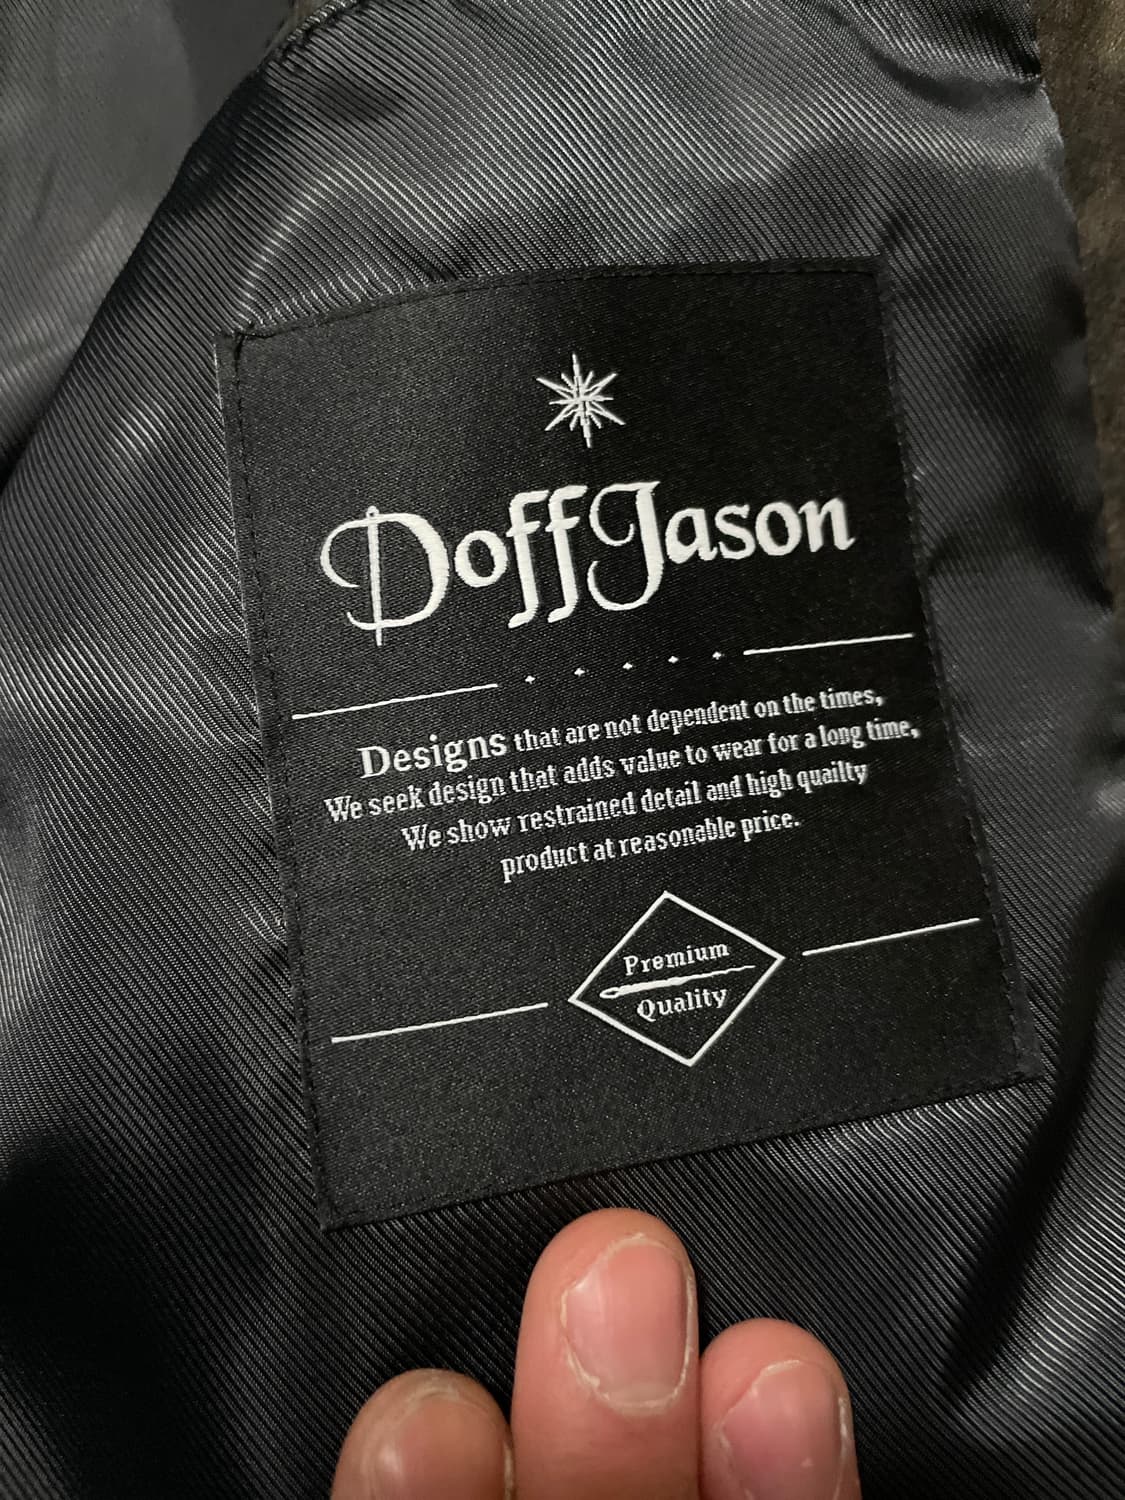 DoffJason
Designs that are not dependent on the times,
We seek design that adds value to wear for a long time,
We show restrained detail and high quailty
product at reasonable price.
Premium
Quality